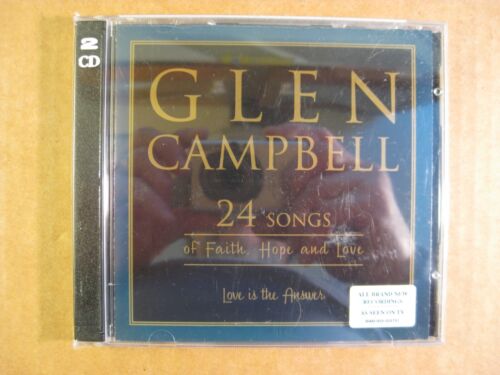 2
CD
GLEN
CAMPBELL
24 SONGS
of Faith, Hope and Love
Love is the Answer
ALL BRAND NEW
RECORDINGS
AS SEEN ON TV